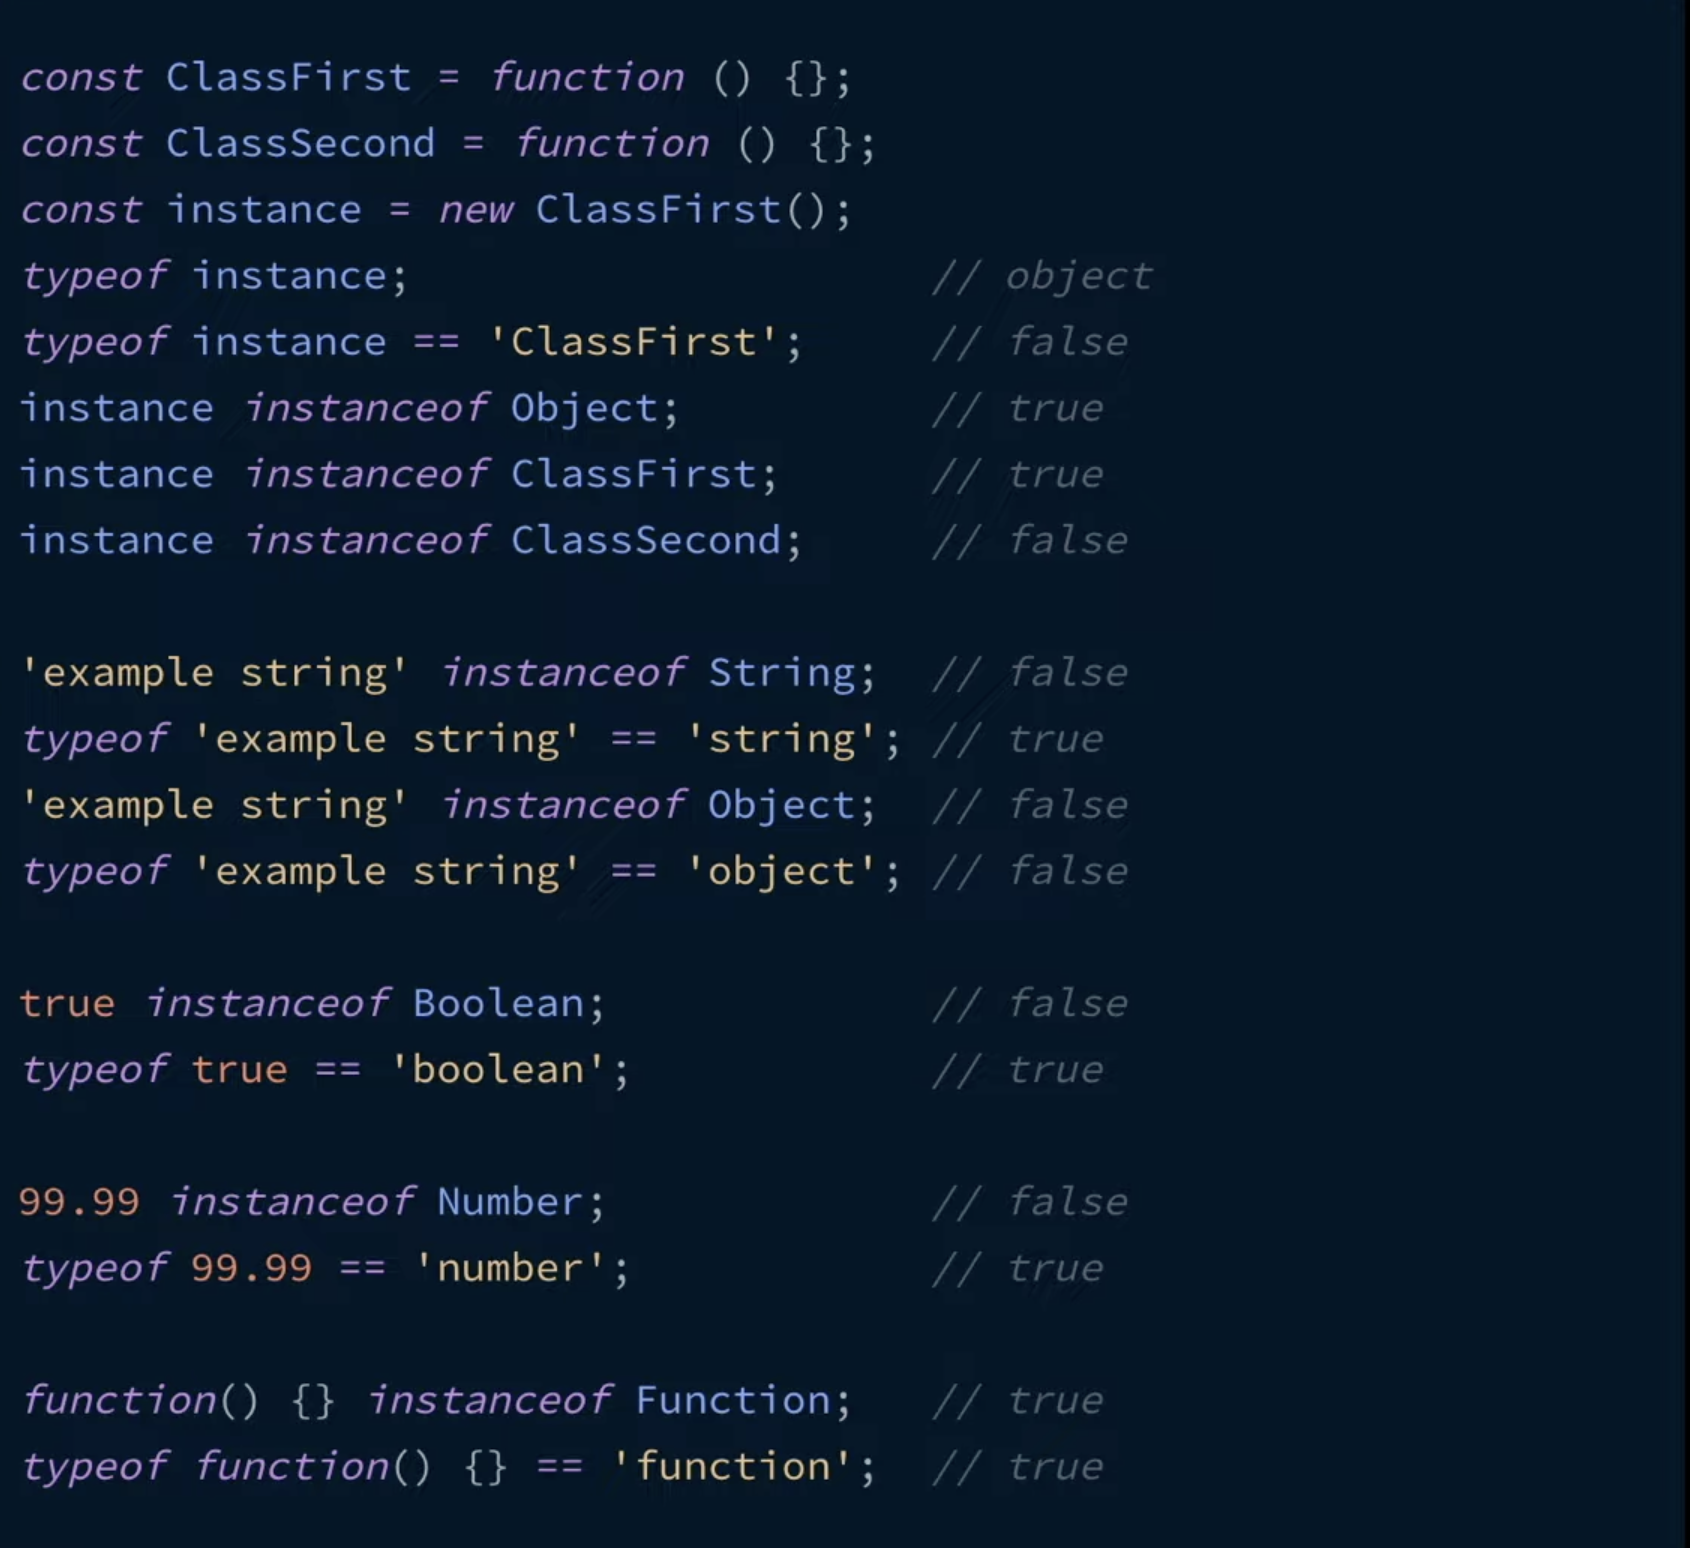 const ClassFirst = function () {};
const ClassSecond = function () {};
const instance = new ClassFirst();
typeof instance; // object
typeof instance == 'ClassFirst'; // false
instance instanceof Object; // true
instance instanceof ClassFirst; // true
instance instanceof ClassSecond; // false
'example string' instanceof String; // false
typeof 'example string' == 'string'; // true
'example string' instanceof Object; // false
typeof 'example string' == 'object'; // false
true instanceof Boolean; // false
typeof true == 'boolean'; // true
99.99 instanceof Number; // false
typeof 99.99 == 'number'; // true
function() {} instanceof Function; // true
typeof function() {} == 'function'; // true